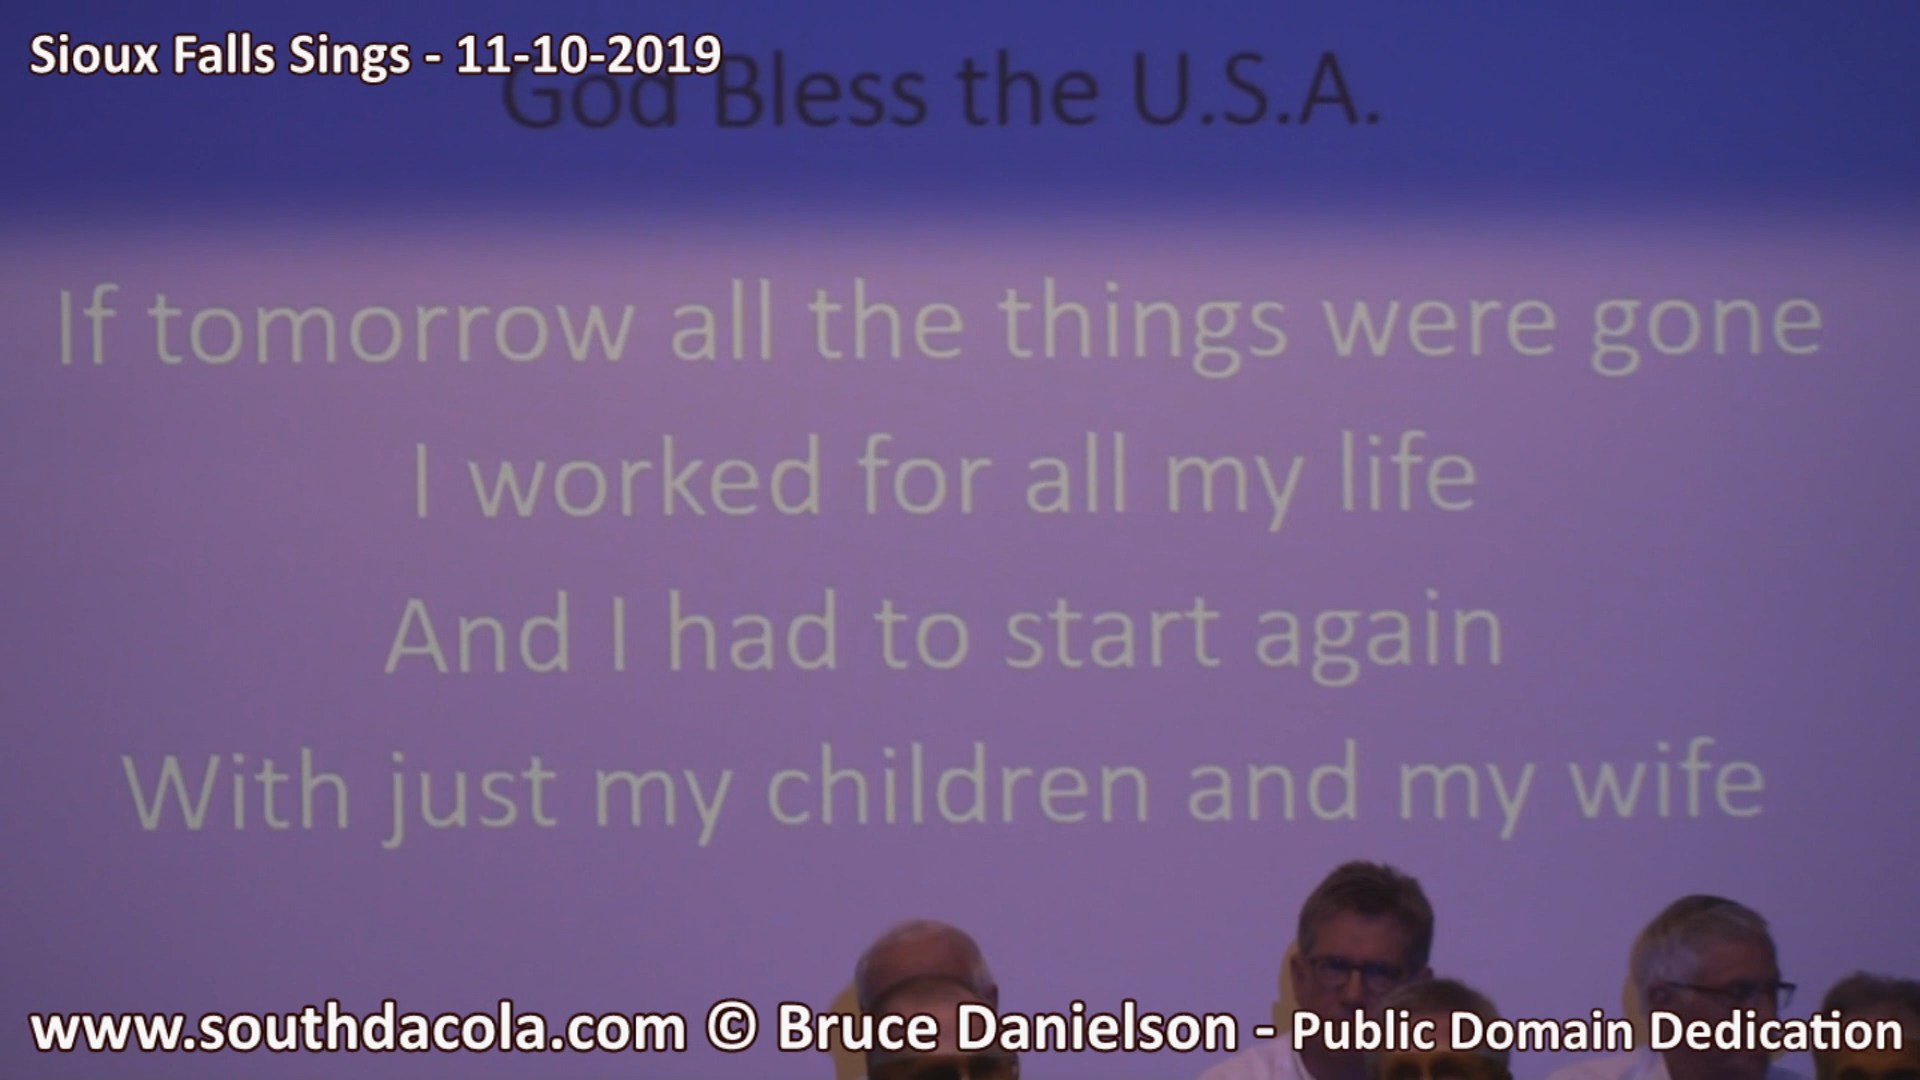 Sioux Falls Sings - 11-10-2019
God Bless the U.S.A.
If tomorrow all the things were gone
I worked for all my life
And I had to start again
With just my children and my wife
www.southdacola.com © Bruce Danielson - Public Domain Dedication